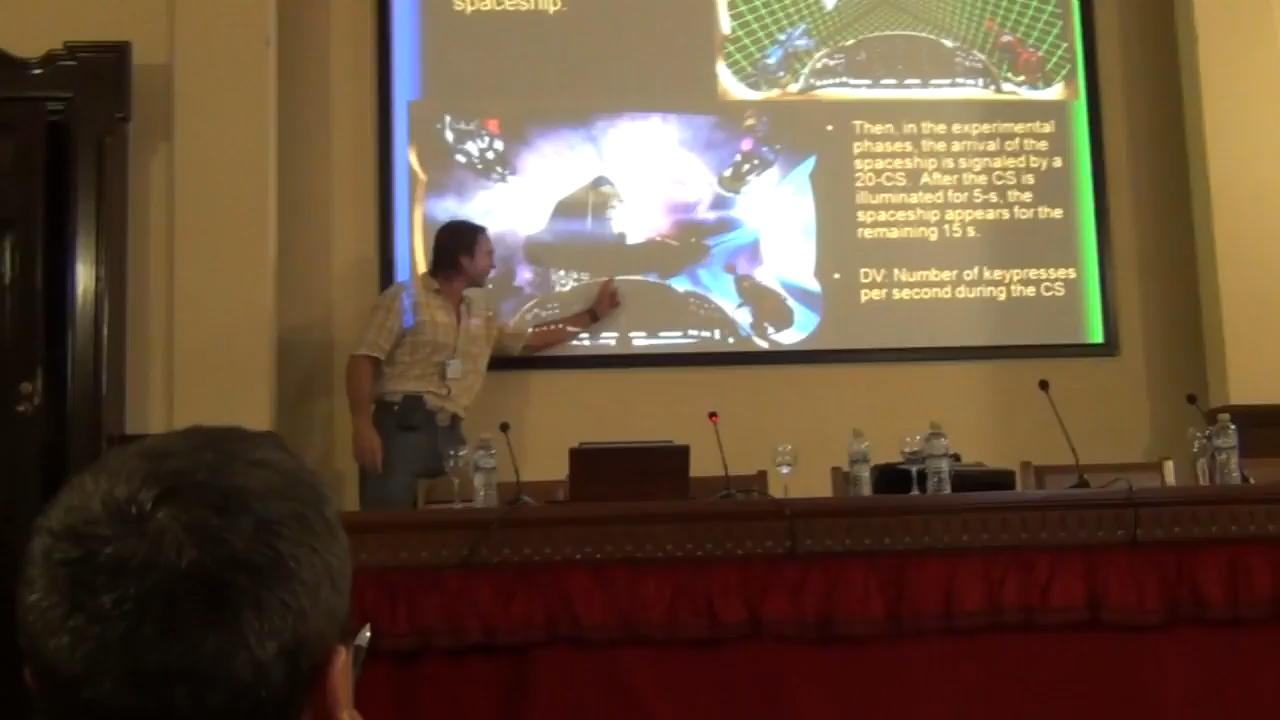 spaceship.
• Then, in the experimental
phases, the arrival of the
spaceship is signaled by a
20-CS. After the CS is
illuminated for 5-s, the
spaceship appears for the
remaining 15 s.
• DV: Number of keypresses
per second during the CS